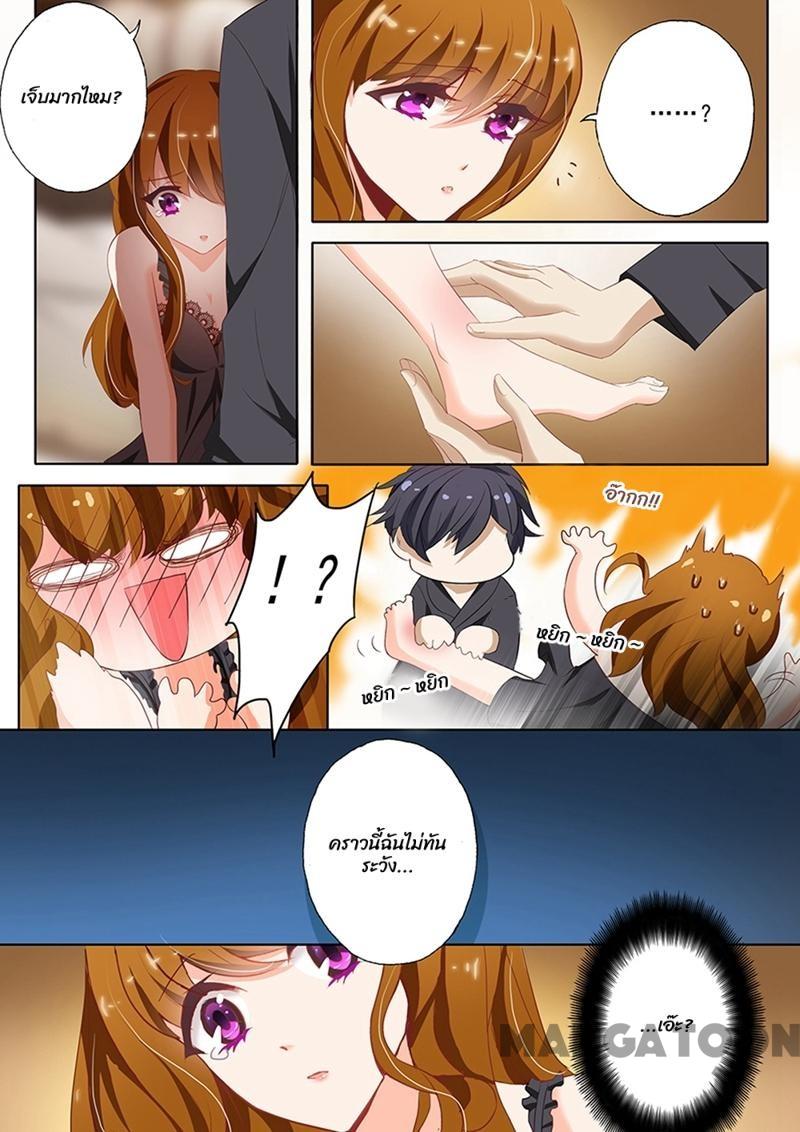 เจ็บมากไหม?
……?
!?
อ๊ากก!!
หยิก ~ หยิก ~
หยิก ~ หยิก
คราวนี้ฉันไม่ทัน
ระวัง...
...เอ๊ะ?
MANGATOON